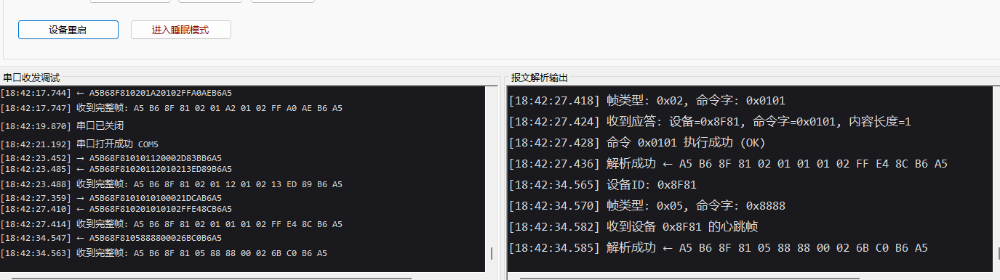 设备重启
进入睡眠模式
串口收发调试
[18:42:17.744] ← A5B68F810201A20102FFA0AEB6A5
[18:42:17.747] 收到完整帧: A5 B6 8F 81 02 01 A2 01 02 FF A0 AE B6 A5
[18:42:19.870] 串口已关闭
[18:42:21.192] 串口打开成功 COM5
[18:42:23.452] → A5B68F810101120002D83BB6A5
[18:42:23.485] ← A5B68F81020112010213ED89B6A5
[18:42:23.488] 收到完整帧: A5 B6 8F 81 02 01 12 01 02 13 ED 89 B6 A5
[18:42:27.359] → A5B68F8101010100021DCAB6A5
[18:42:27.410] ← A5B68F810201010102FFE48CB6A5
[18:42:27.414] 收到完整帧: A5 B6 8F 81 02 01 01 01 02 FF E4 8C B6 A5
[18:42:34.547] ← A5B68F8105888800026BC0B6A5
[18:42:34.563] 收到完整帧: A5 B6 8F 81 05 88 88 00 02 6B C0 B6 A5
报文解析输出
[18:42:27.418] 帧类型: 0x02, 命令字: 0x0101
[18:42:27.424] 收到应答: 设备=0x8F81, 命令字=0x0101, 内容长度=1
[18:42:27.428] 命令 0x0101 执行成功 (OK)
[18:42:27.436] 解析成功 ← A5 B6 8F 81 02 01 01 01 02 FF E4 8C B6 A5
[18:42:34.565] 设备ID: 0x8F81
[18:42:34.570] 帧类型: 0x05, 命令字: 0x8888
[18:42:34.582] 收到设备 0x8F81 的心跳帧
[18:42:34.585] 解析成功 ← A5 B6 8F 81 05 88 88 00 02 6B C0 B6 A5